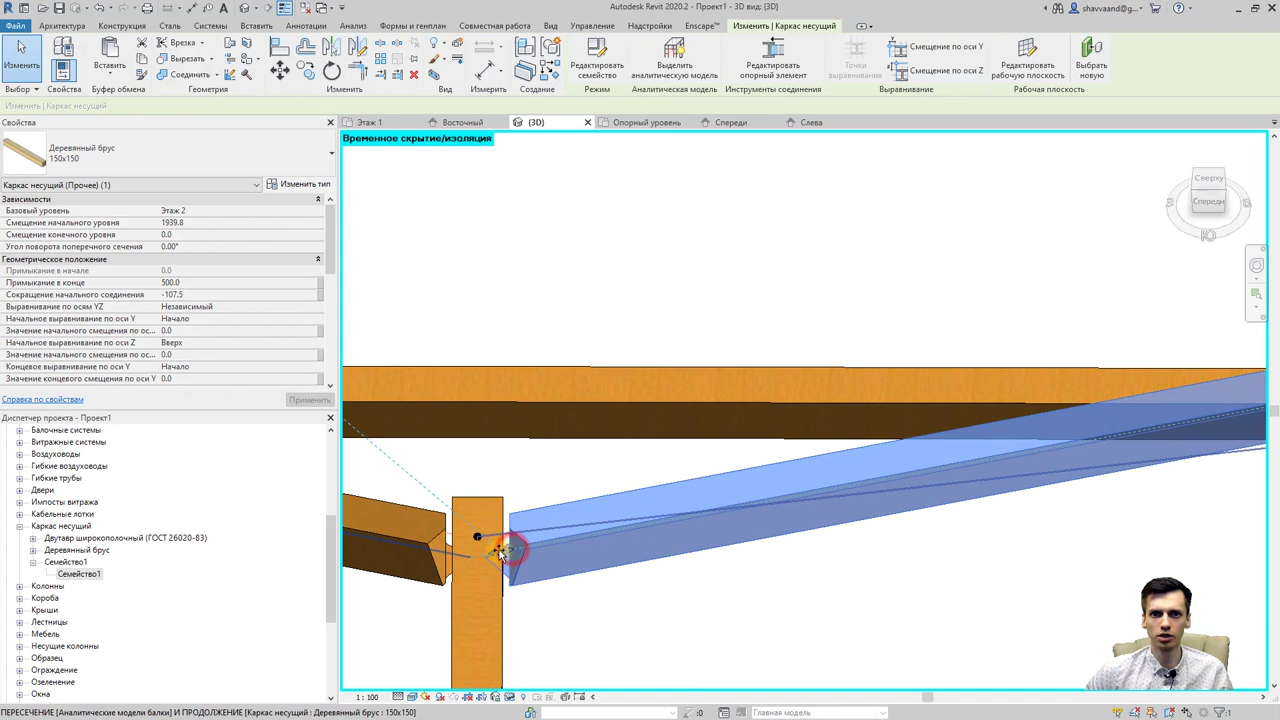 Autodesk Revit 2020.2 - Проект1 - 3D вид: {3D}
shavvaand@g...
Файл Архитектура Конструкция Сталь Системы Вставить Аннотации Анализ Формы и генплан Совместная работа Вид Управление Надстройки Enscape™ Изменить | Каркас несущий
Изменить
Свойства
Вставить
Врезка
Вырезать
Соединить
Редактировать семейство
Выделить аналитическую модель
Редактировать опорный элемент
Точки выравнивания
Смещение по оси Y
Смещение по оси Z
Редактировать рабочую плоскость
Выбрать новую
Выбор Свойства Буфер обмена Геометрия Изменить Вид Измерить Создание Режим Аналитическая модель Инструменты соединения Выравнивание Рабочая плоскость
Изменить | Каркас несущий
Свойства
Этаж 1 Восточный {3D} Опорный уровень Спереди Слева
Временное скрытие/изоляция
Деревянный брус
150x150
Каркас несущий (Прочее) (1) Изменить тип
Зависимости
Базовый уровень Этаж 2
Смещение начального уровня 1939.8
Смещение конечного уровня 0.0
Угол поворота поперечного сечения 0.00°
Геометрическое положение
Примыкание в начале 0.0
Примыкание в конце 500.0
Сокращение начального соединения -107.5
Выравнивание по осям YZ Независимый
Начальное выравнивание по оси Y Начало
Значение начального смещения по ос... 0.0
Начальное выравнивание по оси Z Вверх
Значение начального смещения по ос... 0.0
Концевое выравнивание по оси Y Начало
Значение концевого смещения по оси Y 0.0
Справка по свойствам Применить
Диспетчер проекта - Проект1
Балочные системы
Витражные системы
Воздуховоды
Гибкие воздуховоды
Гибкие трубы
Двери
Импосты витража
Кабельные лотки
Каркас несущий
Двутавр широкополочный (ГОСТ 26020-83)
Деревянный брус
Семейство1
Семейство1
Колонны
Короба
Крыши
Лестницы
Мебель
Несущие колонны
Образец
Ограждение
Озеленение
Окна
Сверху
Спереди
Ю
1 : 100
ПЕРЕСЕЧЕНИЕ [Аналитические модели балки] И ПРОДОЛЖЕНИЕ [Каркас несущий : Деревянный брус : 150x150]
:0
Главная модель
:1